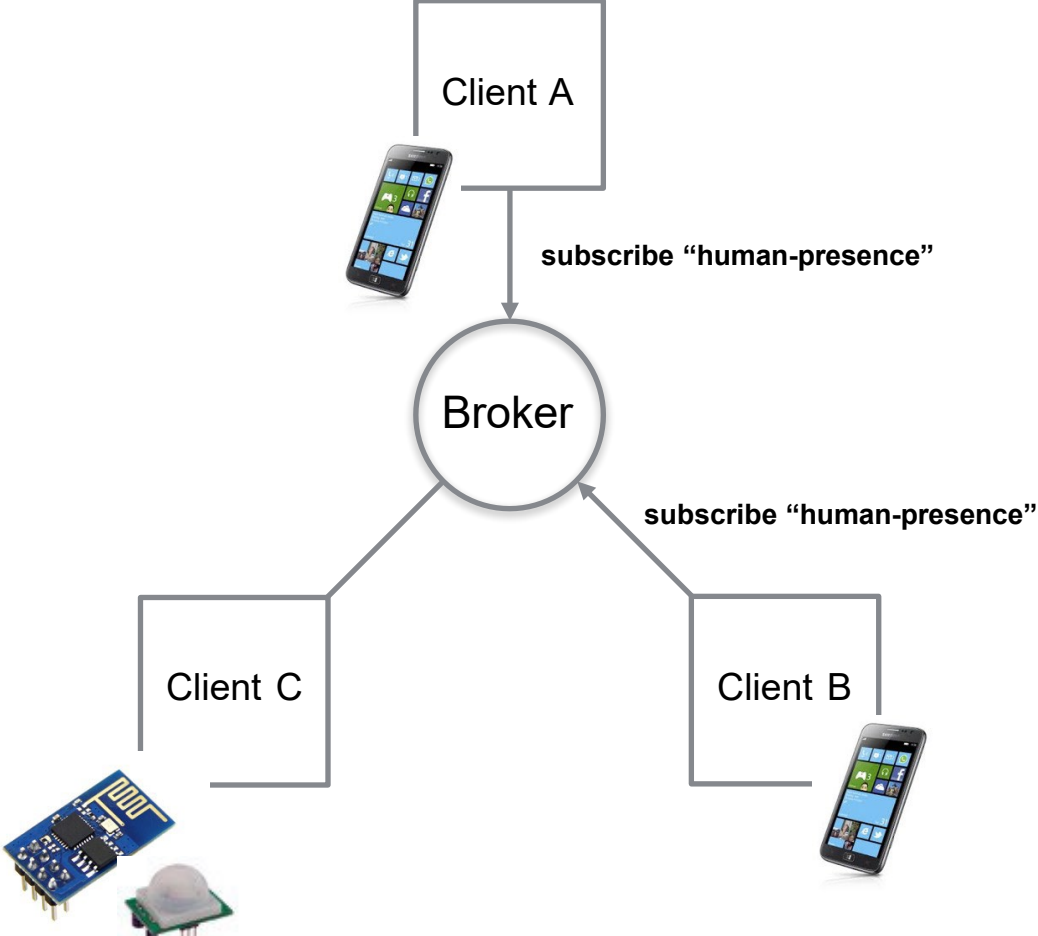 Client A
subscribe “human-presence”
Broker
subscribe “human-presence”
Client C
Client B